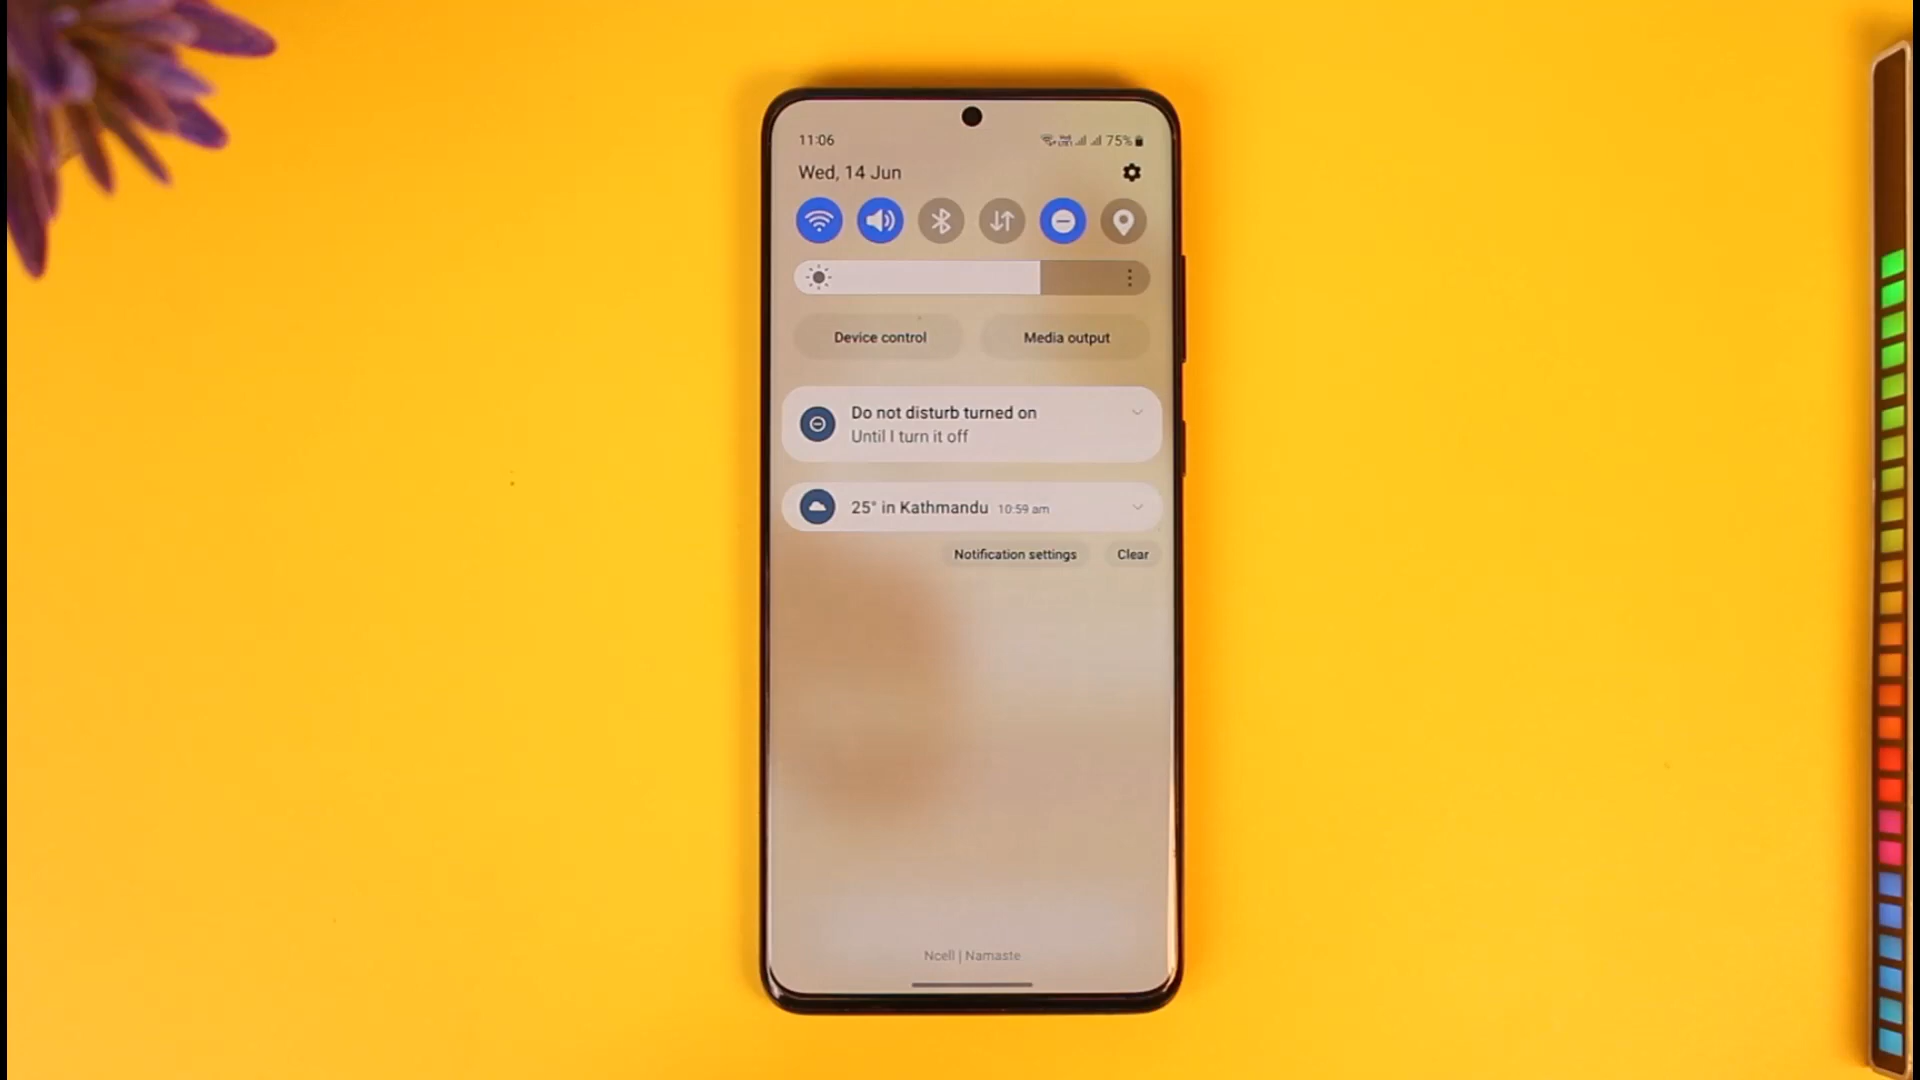 11:06
75%
Wed, 14 Jun
Device control
Media output
Do not disturb turned on
Until I turn it off
25° in Kathmandu 10:59 am
Notification settings
Clear
Ncell | Namaste